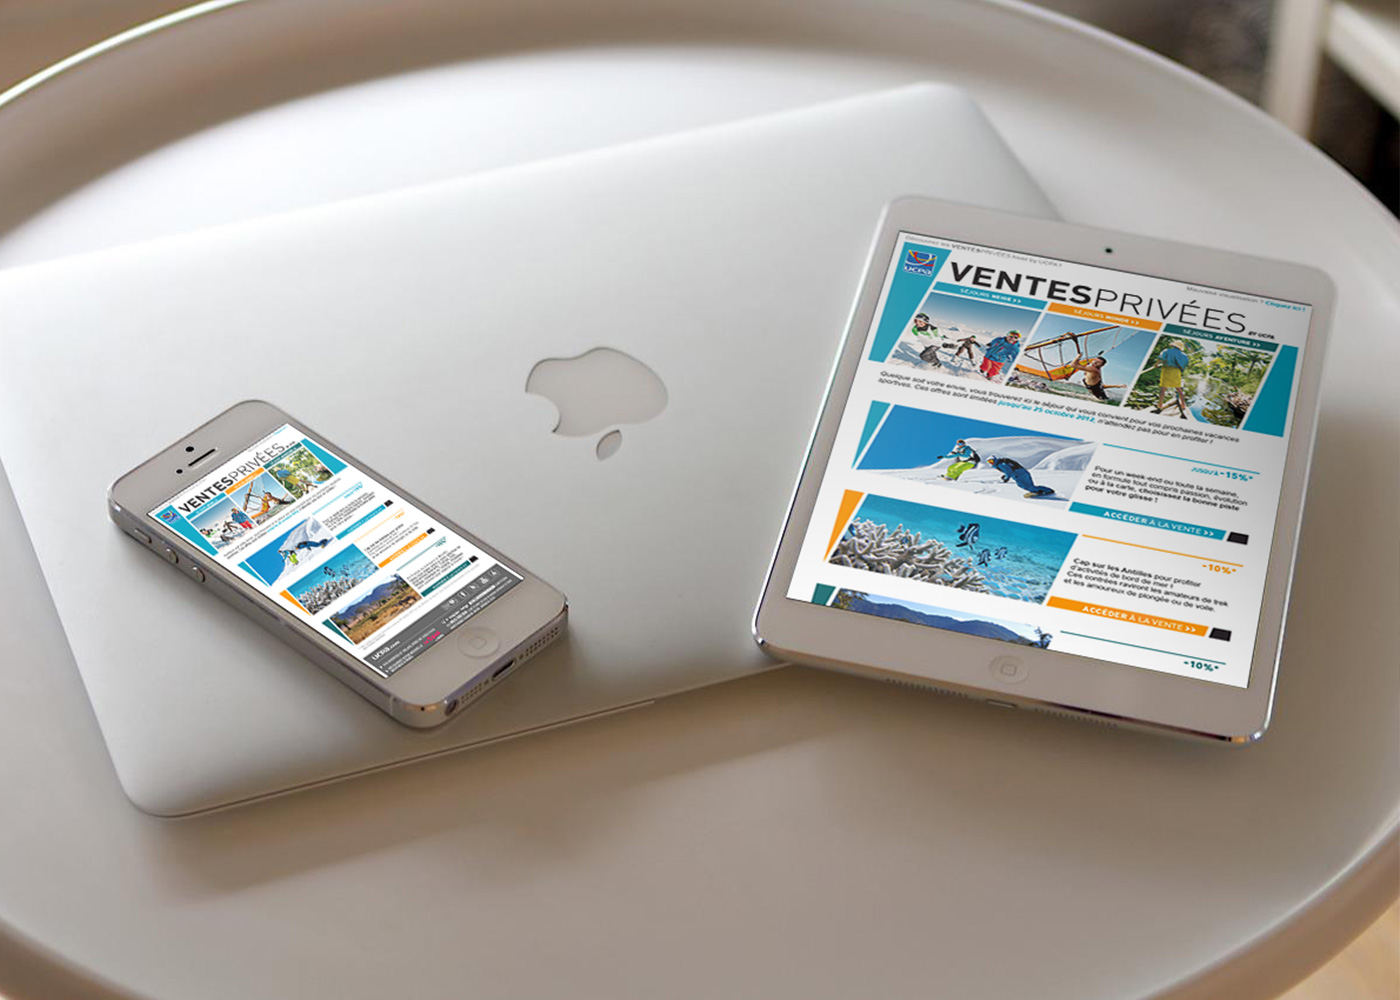 Découvrez les VENTESPRIVÉES foud by UCPA !
Mauvaise visualisation ? Cliquez ici !
ucpa
VENTESPRIVÉES
BY UCPA
SÉJOURS NEIGE >>
SÉJOURS MONDE >>
SÉJOURS AVENTURE >>
Quelque soit votre envie, vous trouverez ici le séjour qui vous convient pour vos prochaines vacances
sportives. Ces offres sont limitées jusqu'au 25 octobre 2012, n'attendez pas pour en profiter !
JUSQU'À -15%*
Pour un week-end ou toute la semaine,
en formule tout compris passion, évolution
ou à la carte, choisissez la bonne piste
pour votre glisse !
ACCÉDER À LA VENTE >>
-10%*
Cap sur les Antilles pour profiter
d'activités de bord de mer !
Ces contrées raviront les amateurs de trek
et les amoureux de plongée ou de voile.
ACCÉDER À LA VENTE >>
-10%*
VENTESPRIVÉES
ucpa.com